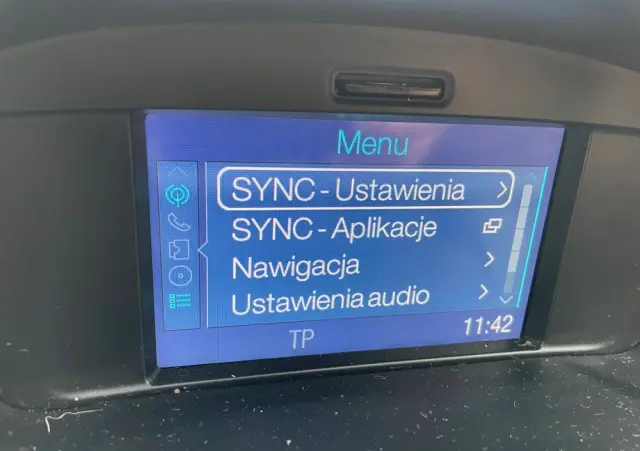 Menu
SYNC - Ustawienia
SYNC - Aplikacje
Nawigacja
Ustawienia audio
TP
11:42